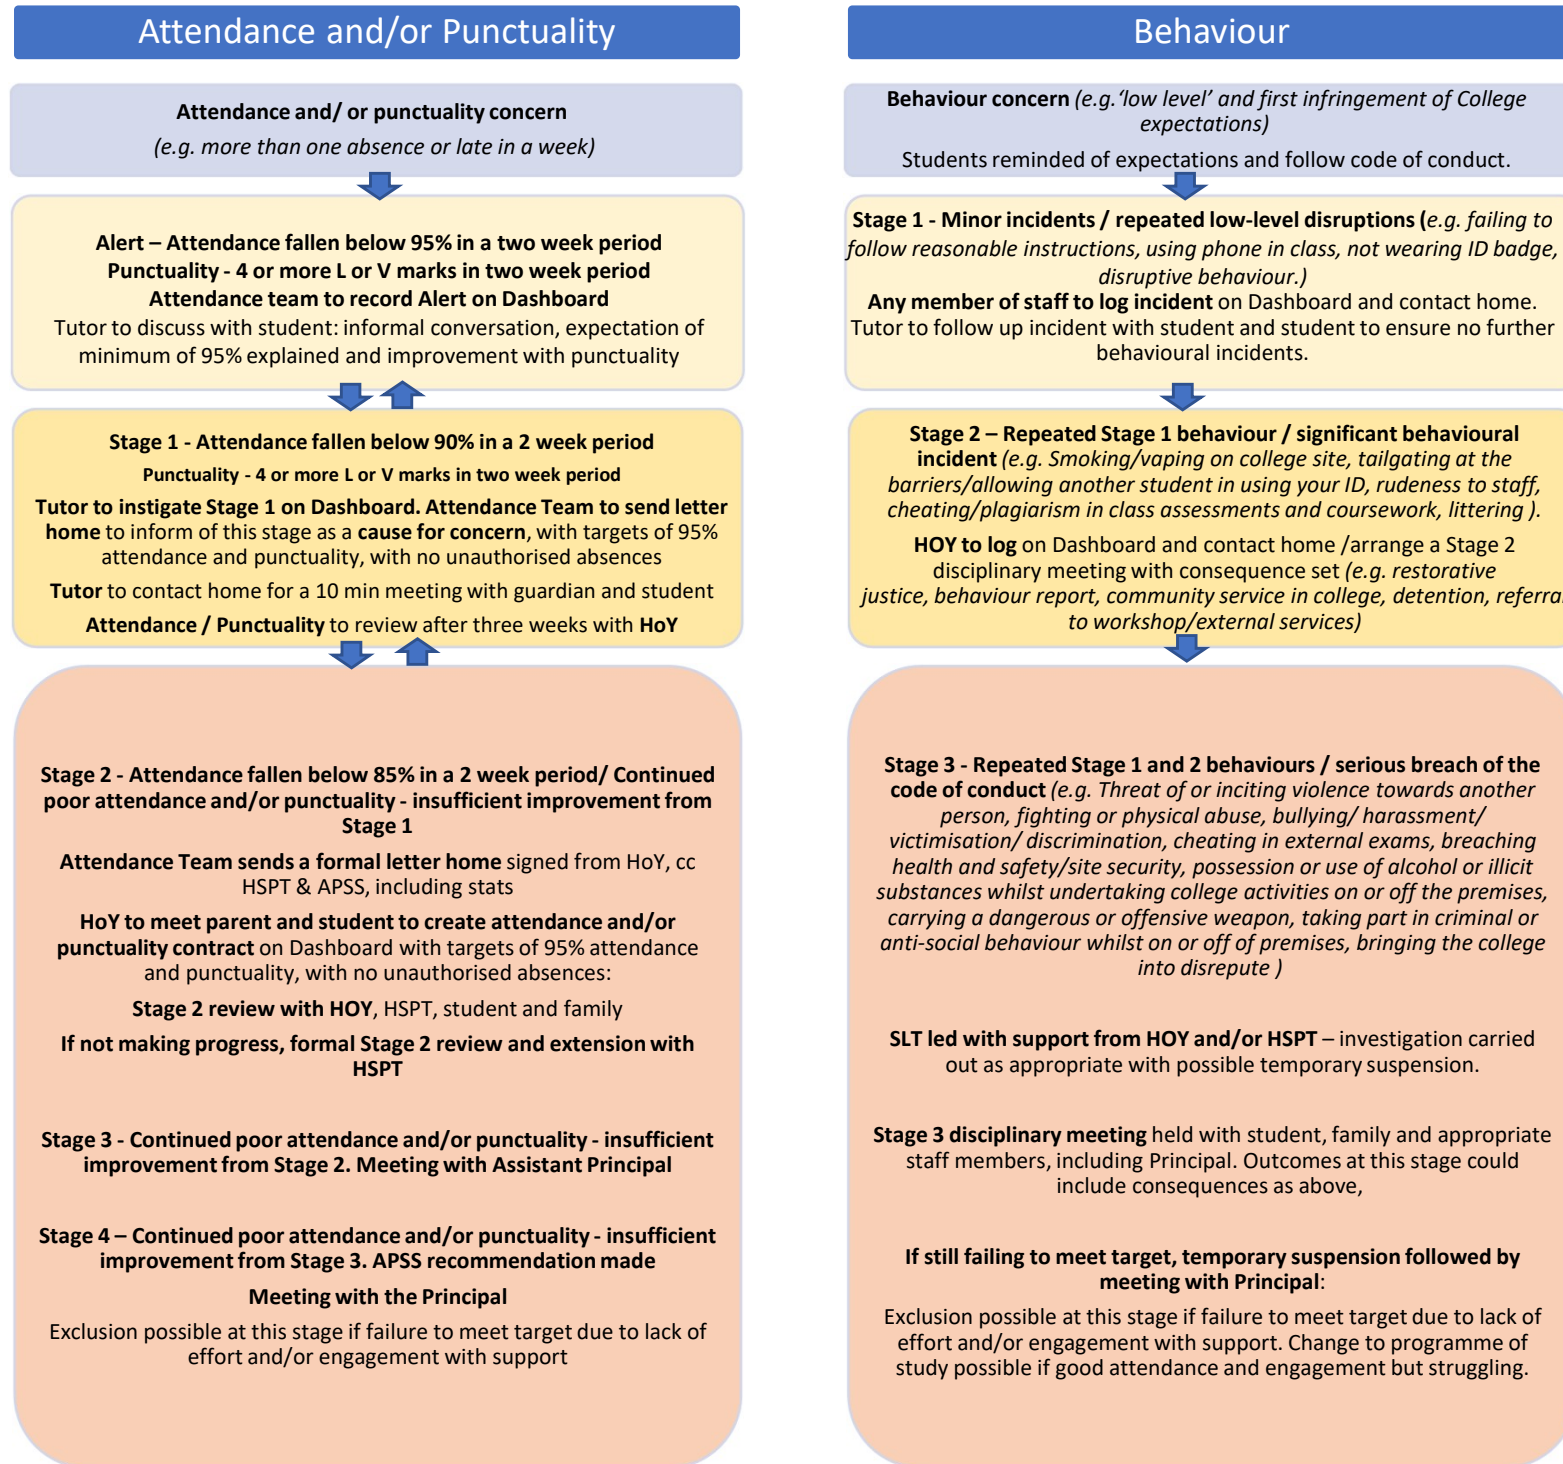 Attendance and/or Punctuality
Attendance and/ or punctuality concern
(e.g. more than one absence or late in a week)
Alert – Attendance fallen below 95% in a two week period
Punctuality - 4 or more L or V marks in two week period
Attendance team to record Alert on Dashboard
Tutor to discuss with student: informal conversation, expectation of
minimum of 95% explained and improvement with punctuality
Stage 1 - Attendance fallen below 90% in a 2 week period
Punctuality - 4 or more L or V marks in two week period
Tutor to instigate Stage 1 on Dashboard. Attendance Team to send letter
home to inform of this stage as a cause for concern, with targets of 95%
attendance and punctuality, with no unauthorised absences
Tutor to contact home for a 10 min meeting with guardian and student
Attendance / Punctuality to review after three weeks with HoY
Stage 2 - Attendance fallen below 85% in a 2 week period/ Continued
poor attendance and/or punctuality - insufficient improvement from
Stage 1
Attendance Team sends a formal letter home signed from HoY, cc
HSPT & APSS, including stats
HoY to meet parent and student to create attendance and/or
punctuality contract on Dashboard with targets of 95% attendance
and punctuality, with no unauthorised absences:
Stage 2 review with HOY, HSPT, student and family
If not making progress, formal Stage 2 review and extension with
HSPT
Stage 3 - Continued poor attendance and/or punctuality - insufficient
improvement from Stage 2. Meeting with Assistant Principal
Stage 4 – Continued poor attendance and/or punctuality - insufficient
improvement from Stage 3. APSS recommendation made
Meeting with the Principal
Exclusion possible at this stage if failure to meet target due to lack of
effort and/or engagement with support
Behaviour
Behaviour concern (e.g.‘low level’ and first infringement of College
expectations)
Students reminded of expectations and follow code of conduct.
Stage 1 - Minor incidents / repeated low-level disruptions (e.g. failing to
follow reasonable instructions, using phone in class, not wearing ID badge,
disruptive behaviour.)
Any member of staff to log incident on Dashboard and contact home.
Tutor to follow up incident with student and student to ensure no further
behavioural incidents.
Stage 2 – Repeated Stage 1 behaviour / significant behavioural
incident (e.g. Smoking/vaping on college site, tailgating at the
barriers/allowing another student in using your ID, rudeness to staff,
cheating/plagiarism in class assessments and coursework, littering ).
HOY to log on Dashboard and contact home /arrange a Stage 2
disciplinary meeting with consequence set (e.g. restorative
justice, behaviour report, community service in college, detention, referral
to workshop/external services)
Stage 3 - Repeated Stage 1 and 2 behaviours / serious breach of the
code of conduct (e.g. Threat of or inciting violence towards another
person, fighting or physical abuse, bullying/ harassment/
victimisation/ discrimination, cheating in external exams, breaching
health and safety/site security, possession or use of alcohol or illicit
substances whilst undertaking college activities on or off the premises,
carrying a dangerous or offensive weapon, taking part in criminal or
anti-social behaviour whilst on or off of premises, bringing the college
into disrepute )
SLT led with support from HOY and/or HSPT – investigation carried
out as appropriate with possible temporary suspension.
Stage 3 disciplinary meeting held with student, family and appropriate
staff members, including Principal. Outcomes at this stage could
include consequences as above,
If still failing to meet target, temporary suspension followed by
meeting with Principal:
Exclusion possible at this stage if failure to meet target due to lack of
effort and/or engagement with support. Change to programme of
study possible if good attendance and engagement but struggling.